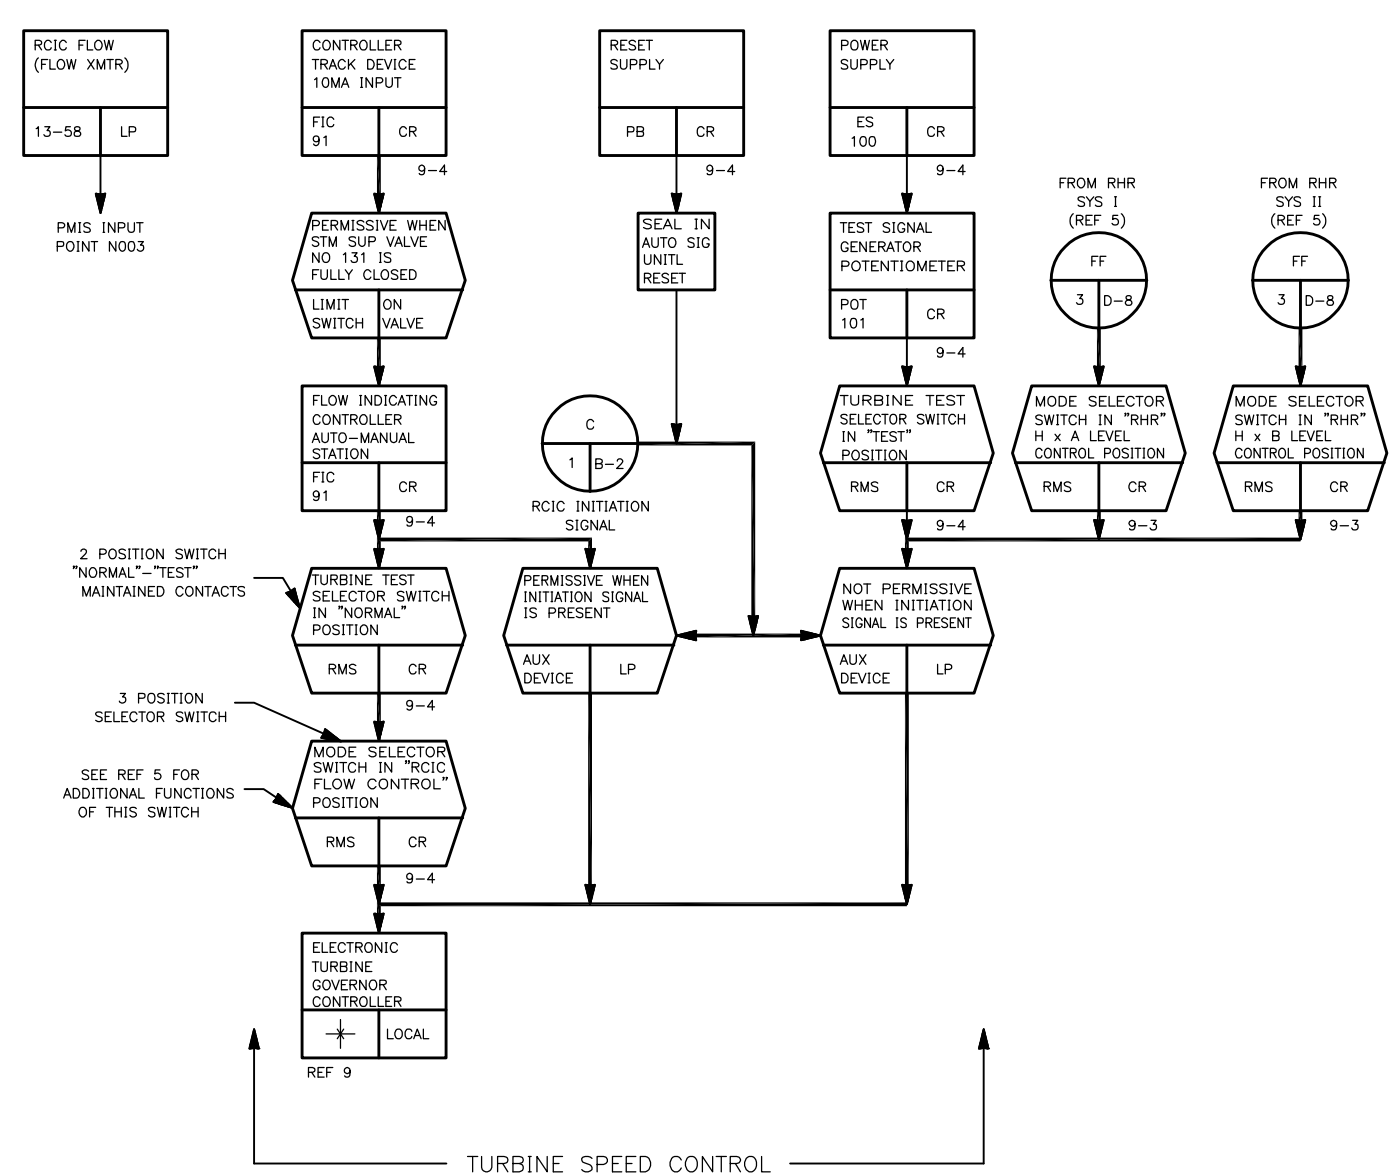 RCIC FLOW
(FLOW XMTR)
13-58
LP
PMIS INPUT
POINT N003
CONTROLLER
TRACK DEVICE
10MA INPUT
FIC
91
CR
9-4
PERMISSIVE WHEN
STM SUP VALVE
NO 131 IS
FULLY CLOSED
LIMIT
SWITCH
ON
VALVE
FLOW INDICATING
CONTROLLER
AUTO-MANUAL
STATION
FIC
91
CR
9-4
2 POSITION SWITCH
"NORMAL"-"TEST"
MAINTAINED CONTACTS
TURBINE TEST
SELECTOR SWITCH
IN "NORMAL"
POSITION
RMS
CR
9-4
3 POSITION
SELECTOR SWITCH
SEE REF 5 FOR
ADDITIONAL FUNCTIONS
OF THIS SWITCH
MODE SELECTOR
SWITCH IN "RCIC
FLOW CONTROL"
POSITION
RMS
CR
9-4
ELECTRONIC
TURBINE
GOVERNOR
CONTROLLER
LOCAL
REF 9
RESET
SUPPLY
PB
CR
9-4
SEAL IN
AUTO SIG
UNITL
RESET
C
1
B-2
RCIC INITIATION
SIGNAL
PERMISSIVE WHEN
INITIATION SIGNAL
IS PRESENT
AUX
DEVICE
LP
POWER
SUPPLY
ES
100
CR
9-4
TEST SIGNAL
GENERATOR
POTENTIOMETER
POT
101
CR
9-4
TURBINE TEST
SELECTOR SWITCH
IN "TEST"
POSITION
RMS
CR
9-4
NOT PERMISSIVE
WHEN INITIATION
SIGNAL IS PRESENT
AUX
DEVICE
LP
FROM RHR
SYS I
(REF 5)
FF
3
D-8
MODE SELECTOR
SWITCH IN "RHR"
H x A LEVEL
CONTROL POSITION
RMS
CR
9-3
FROM RHR
SYS II
(REF 5)
FF
3
D-8
MODE SELECTOR
SWITCH IN "RHR"
H x B LEVEL
CONTROL POSITION
RMS
CR
9-3
TURBINE SPEED CONTROL